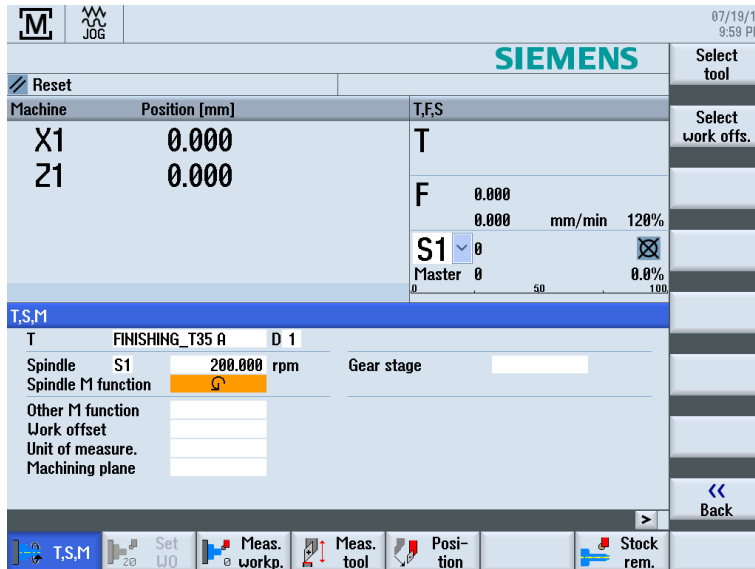 M
JOG
07/19/1
9:59 P
SIEMENS
Select
tool
Reset
Machine Position [mm] T,F,S
Select
work offs.
X1 0.000 T
Z1 0.000
F 0.000
0.000 mm/min 120%
S1 0
Master 0 0.0%
0 50 100
T,S,M
T FINISHING_T35 A D 1
Spindle S1 200.000 rpm Gear stage
Spindle M function
Other M function
Work offset
Unit of measure.
Machining plane
<<
Back
>
T,S,M
20
Set
WO
0
Meas.
workp.
Meas.
tool
Posi-
tion
Stock
rem.